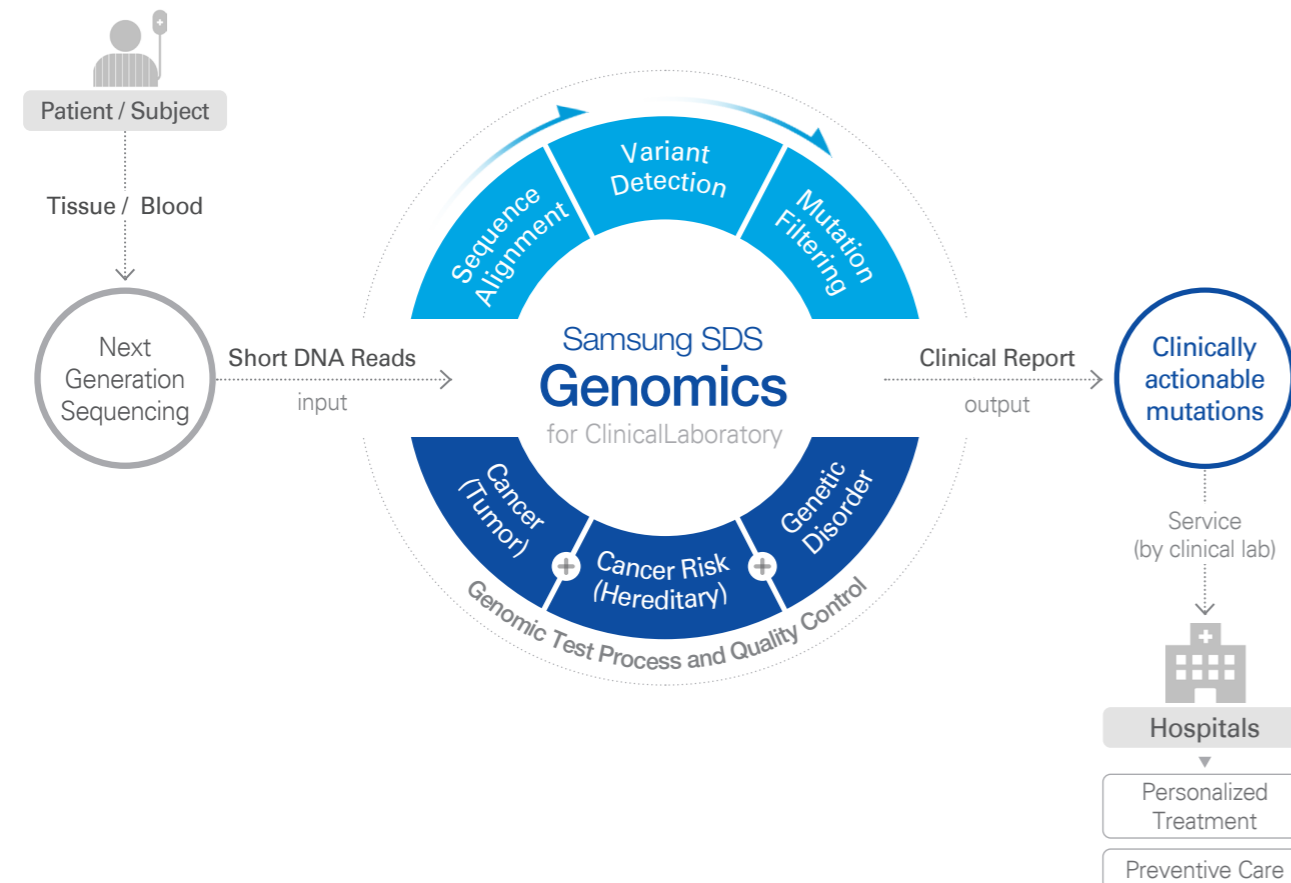 Patient / Subject
Tissue / Blood
Next
Generation
Sequencing
Short DNA Reads
input
Sequence
Alignment
Variant
Detection
Mutation
Filtering
Samsung SDS
Genomics
for ClinicalLaboratory
Cancer
(Tumor)
Cancer Risk
(Hereditary)
Genetic
Disorder
Genomic Test Process and Quality Control
Clinical Report
output
Clinically
actionable
mutations
Service
(by clinical lab)
Hospitals
Personalized
Treatment
Preventive Care